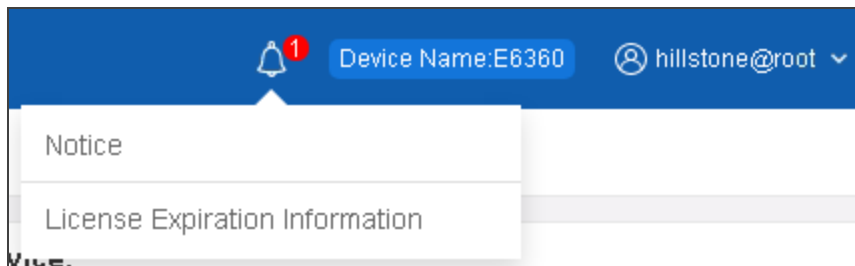 1
Device Name:E6360
hillstone@root
Notice
License Expiration Information